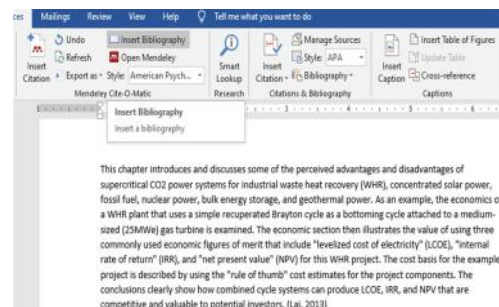 ces Mailings Review View Help Tell me what you want to do
Undo Insert Bibliography Manage Sources Insert Table of Figures
Refresh Open Mendeley Style: APA Update Table
Insert Citation Export as Style: American Psych... Smart Lookup Insert Citation Bibliography Insert Caption Cross-reference
Mendeley Cite-O-Matic Research Citations & Bibliography Captions
Insert Bibliography
Insert a bibliography
This chapter introduces and discusses some of the perceived advantages and disadvantages of
supercritical CO2 power systems for industrial waste heat recovery (WHR), concentrated solar power,
fossil fuel, nuclear power, bulk energy storage, and geothermal power. As an example, the economics o
a WHR plant that uses a simple recuperated Brayton cycle as a bottoming cycle attached to a medium-
sized (25MWe) gas turbine is examined. The economic section then illustrates the value of using three
commonly used economic figures of merit that include "levelized cost of electricity" (LCOE), "internal
rate of return" (IRR), and "net present value" (NPV) for this WHR project. The cost basis for the example
project is described by using the "rule of thumb" cost estimates for the project components. The
conclusions clearly show how combined cycle systems can produce LCOE, IRR, and NPV that are
competitive and valuable to potential investors. (Lai, 2013)